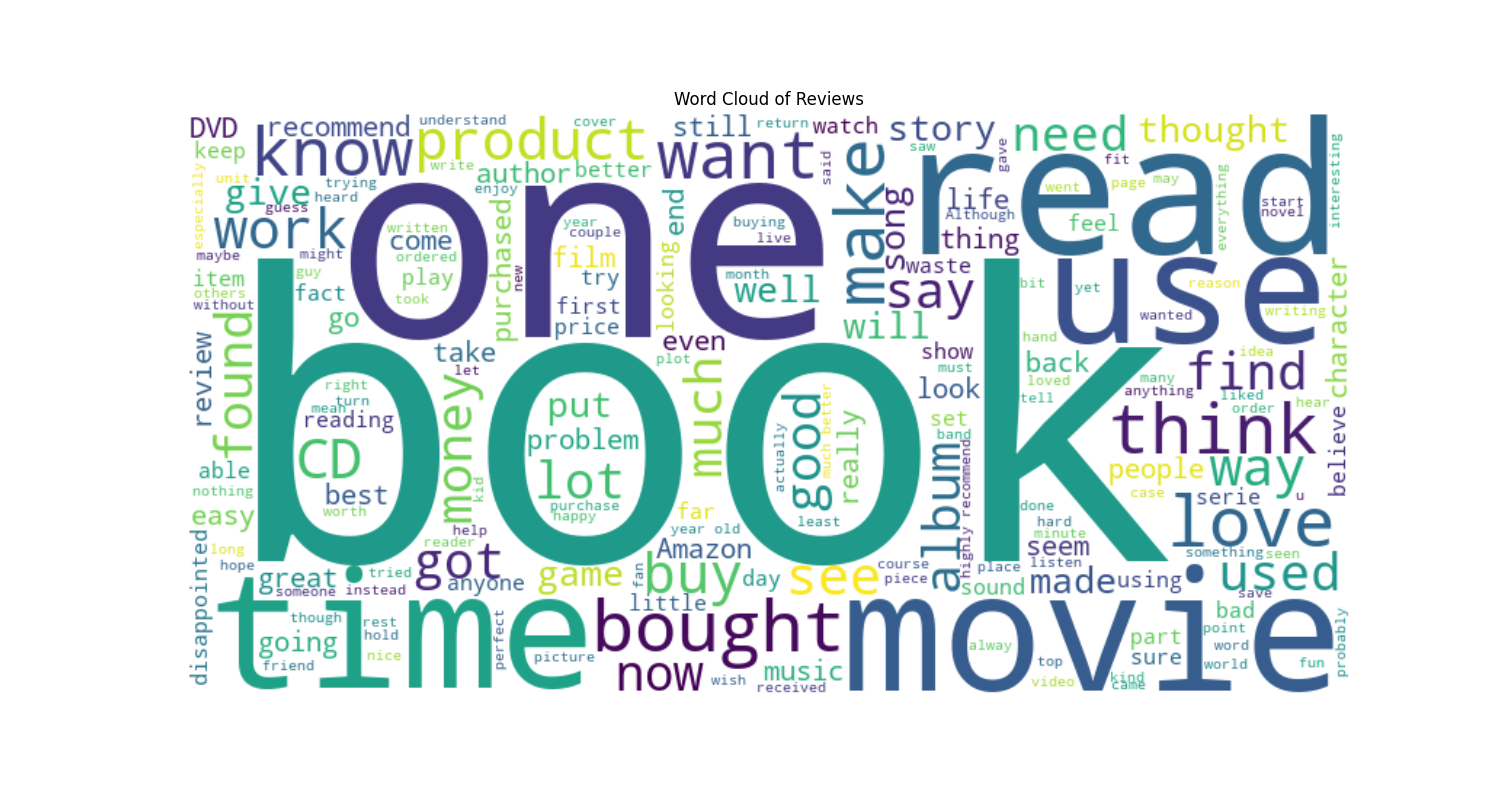 Word Cloud of Reviews
DVD recommend understand cover still return watch story need thought
keep know product want said saw gave fit interesting
especially unit give trying write author better make read
heard enjoy guess work one song life Although went page may everything start novel
maybe might written come ordered play took purchased new year couple film try first price looking end buying live month well feel thing
item others without guy fact go even will say waste use bit yet reason wanted writing character
review found take let plot much show must look hand back loved tell many anything idea find liked order hear
book right turn mean reading CD best worth money kid put problem lot purchase happy actually much better good really least
able nothing easy set band album highly recommend think people way case serie u believe
long hope disappointed help reader got far year old Amazon done hard minute seem listen love something seen
great someone instead tried anyone game fan buy day see course piece place sound made using used save
time though rest hold going friend nice perfect picture little bought now wish music received movie alway top video kind came part sure bad point word world fun probably